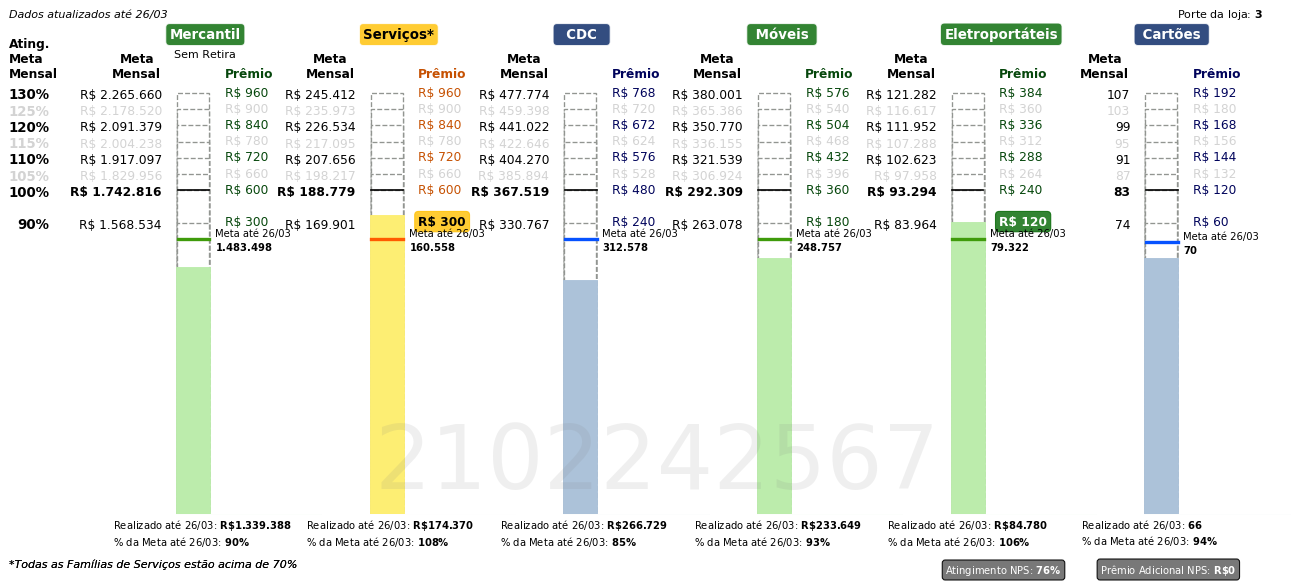 Dados atualizados até 26/03 Porte da loja: 3
Mercantil Serviços* CDC Móveis Eletroportáteis Cartões
Ating. Sem Retira
Meta Meta Meta Meta Meta Meta Meta
Mensal Mensal Prêmio Mensal Prêmio Mensal Prêmio Mensal Prêmio Mensal Prêmio Mensal Prêmio
130% R$ 2.265.660 R$ 960 R$ 245.412 R$ 960 R$ 477.774 R$ 768 R$ 380.001 R$ 576 R$ 121.282 R$ 384 107 R$ 192
125% R$ 2.178.520 R$ 900 R$ 235.973 R$ 900 R$ 459.398 R$ 720 R$ 365.386 R$ 540 R$ 116.617 R$ 360 103 R$ 180
120% R$ 2.091.379 R$ 840 R$ 226.534 R$ 840 R$ 441.022 R$ 672 R$ 350.770 R$ 504 R$ 111.952 R$ 336 99 R$ 168
115% R$ 2.004.238 R$ 780 R$ 217.095 R$ 780 R$ 422.646 R$ 624 R$ 336.155 R$ 468 R$ 107.288 R$ 312 95 R$ 156
110% R$ 1.917.097 R$ 720 R$ 207.656 R$ 720 R$ 404.270 R$ 576 R$ 321.539 R$ 432 R$ 102.623 R$ 288 91 R$ 144
105% R$ 1.829.956 R$ 660 R$ 198.217 R$ 660 R$ 385.894 R$ 528 R$ 306.924 R$ 396 R$ 97.958 R$ 264 87 R$ 132
100% R$ 1.742.816 R$ 600 R$ 188.779 R$ 600 R$ 367.519 R$ 480 R$ 292.309 R$ 360 R$ 93.294 R$ 240 83 R$ 120
90% R$ 1.568.534 R$ 300 R$ 169.901 R$ 300 R$ 330.767 R$ 240 R$ 263.078 R$ 180 R$ 83.964 R$ 120 74 R$ 60
Meta até 26/03 Meta até 26/03 Meta até 26/03 Meta até 26/03 Meta até 26/03 Meta até 26/03
1.483.498 160.558 312.578 248.757 79.322 70
2102242567
Realizado até 26/03: R$1.339.388 Realizado até 26/03: R$174.370 Realizado até 26/03: R$266.729 Realizado até 26/03: R$233.649 Realizado até 26/03: R$84.780 Realizado até 26/03: 66
% da Meta até 26/03: 90% % da Meta até 26/03: 108% % da Meta até 26/03: 85% % da Meta até 26/03: 93% % da Meta até 26/03: 106% % da Meta até 26/03: 94%
*Todas as Famílias de Serviços estão acima de 70% Atingimento NPS: 76% Prêmio Adicional NPS: R$0